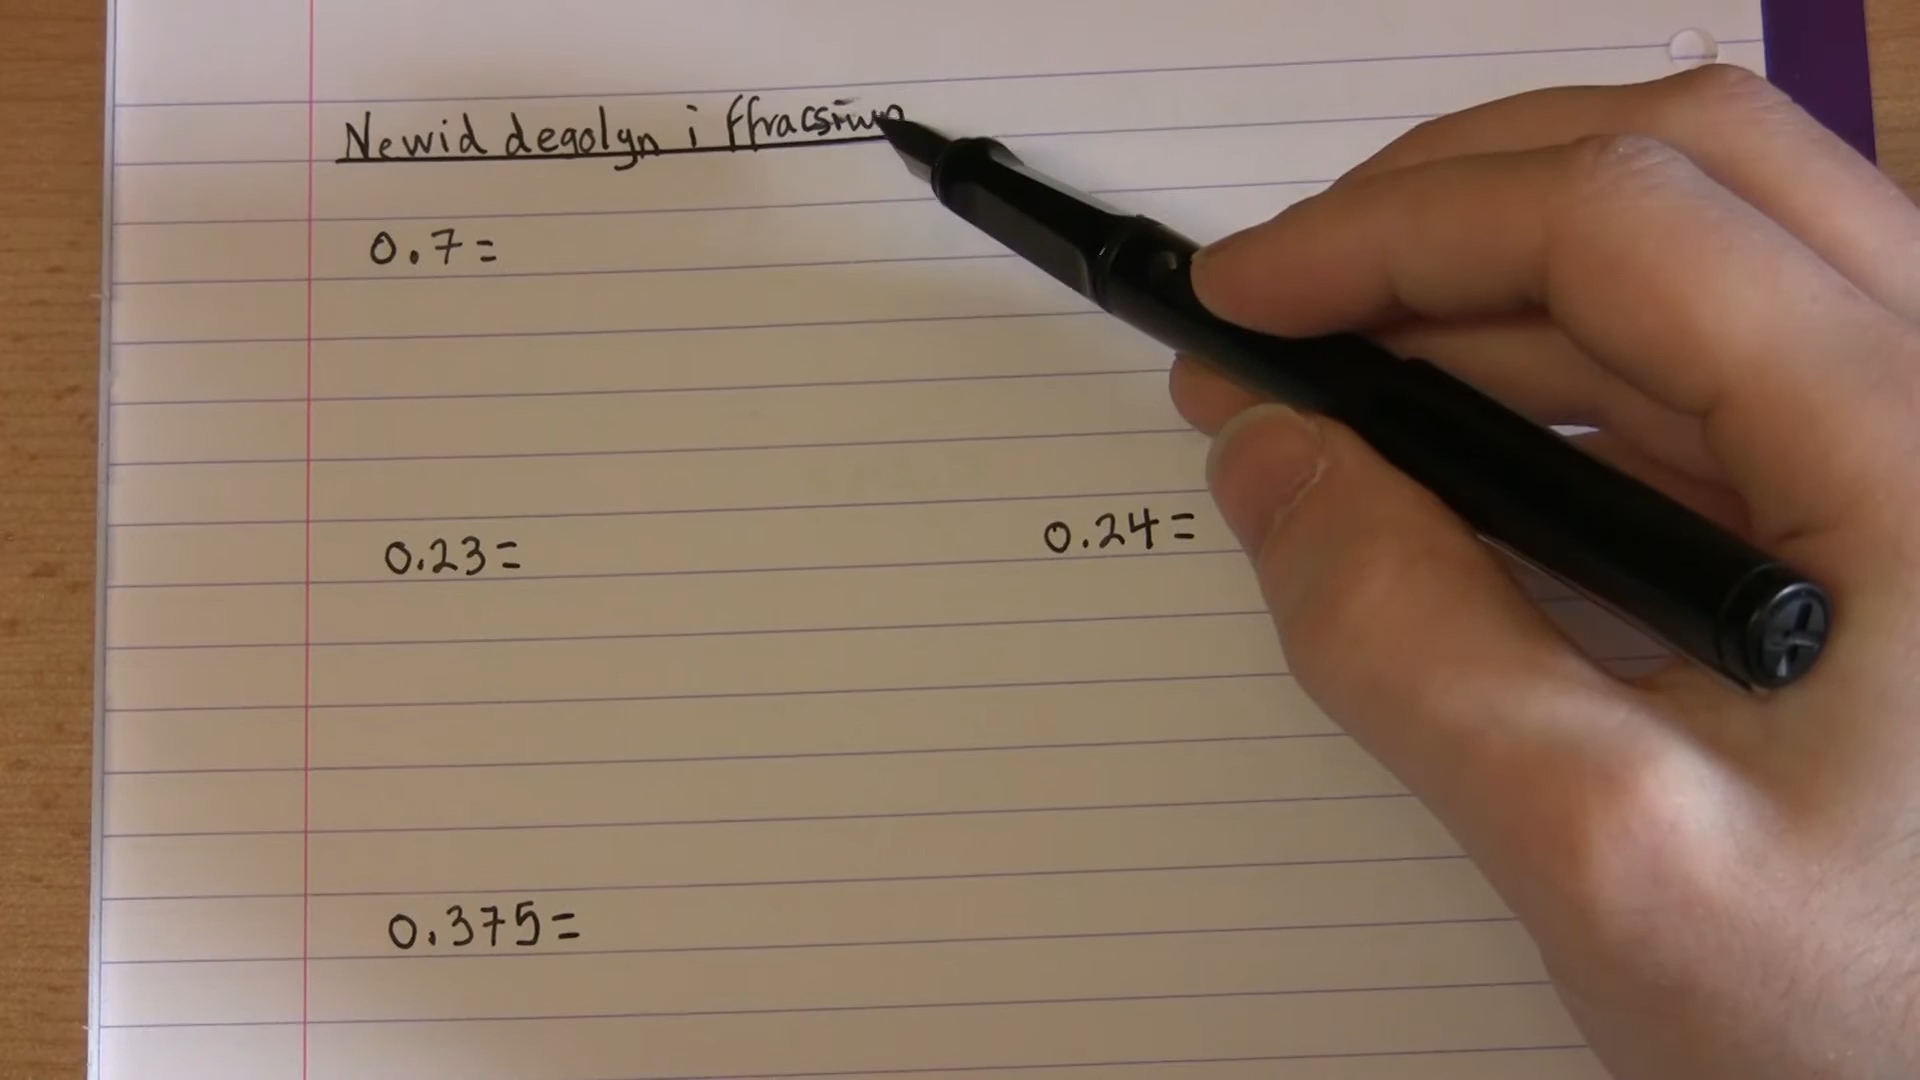 Newid degolyn i ffracsiwn
0.7=
0.23=
0.24=
0.375=